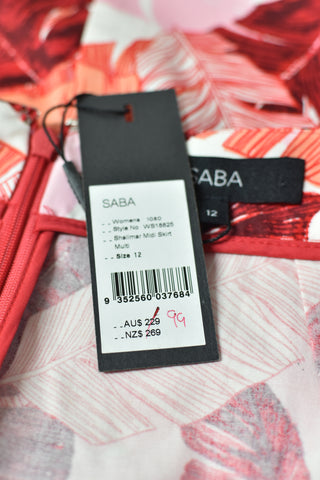 SABA
12
SABA
Womens 1080
Style No. WS18825
Shalimar Midi Skirt
Multi
Size 12
9 352560 037684
AU$ 229 99
NZ$ 269